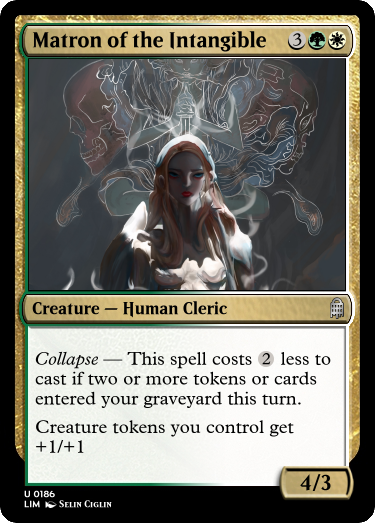 Matron of the Intangible 3
Creature — Human Cleric
Collapse — This spell costs 2 less to
cast if two or more tokens or cards
entered your graveyard this turn.
Creature tokens you control get
+1/+1
4/3
U 0186
LIM Selin Ciglin